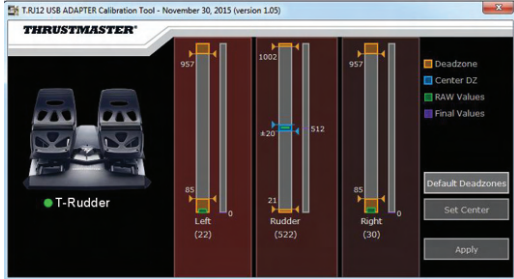 T.RJ12 USB ADAPTER Calibration Tool - November 30, 2015 (version 1.05)
THRUSTMASTER®
957
85
0
Left
(22)
1002
±20
512
21
Rudder
(522)
957
85
0
Right
(30)
Deadzone
Center DZ
RAW Values
Final Values
Default Deadzones
Set Center
Apply
T-Rudder